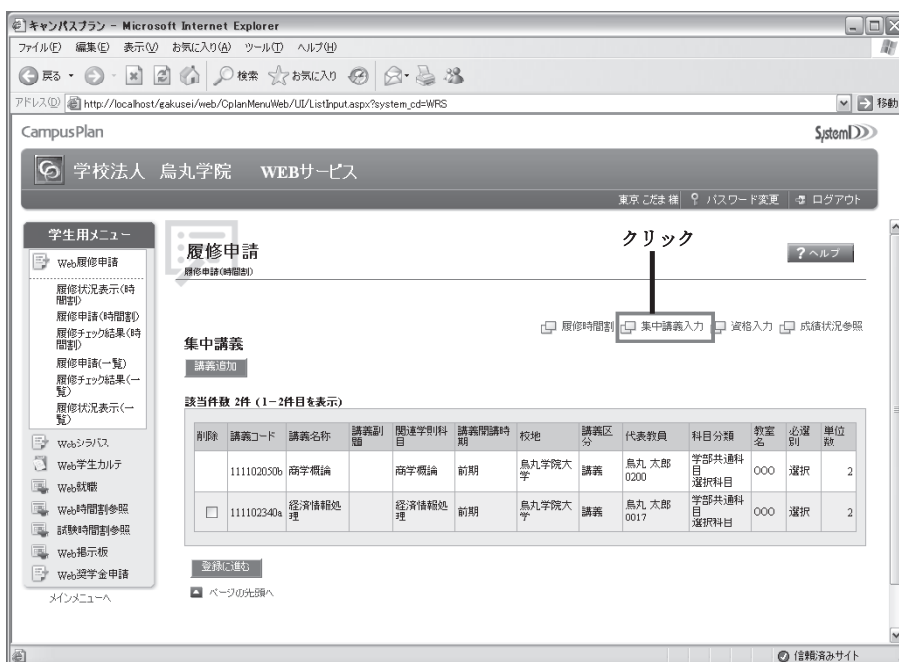 キャンパスプラン - Microsoft Internet Explorer
ファイル(F) 編集(E) 表示(V) お気に入り(A) ツール(T) ヘルプ(H)
戻る 検索 お気に入り
アドレス(D) http://localhost/gakusei/web/CplanMenuWeb/UI/ListInput.aspx?system_cd=WRS 移動
CampusPlan SystemD
学校法人 烏丸学院 WEBサービス
東京 こだま 様 パスワード変更 ログアウト
学生用メニュー
Web履修申請
履修状況表示(時
間割)
履修申請(時間割)
履修チェック結果(時
間割)
履修申請(一覧)
履修チェック結果(一
覧)
履修状況表示(一
覧)
Webシラバス
Web学生カルテ
Web就職
Web時間割参照
試験時間割参照
Web掲示板
Web奨学金申請
メインメニューへ
履修申請
履修申請(時間割)
クリック
?ヘルプ
履修時間割 集中講義入力 資格入力 成績状況参照
集中講義
講義追加
該当件数 2件 (1-2件目を表示)
削除 講義コード 講義名称 講義副題 関連学則科目 講義開講時期 校地 講義区分 代表教員 科目分類 教室名 必選別 単位数
111102050b 商学概論 商学概論 前期 烏丸学院大学 講義 烏丸 太郎 0200 学部共通科目 選択科目 000 選択 2
111102340a 経済情報処理 経済情報処理 前期 烏丸学院大学 講義 烏丸 太郎 0017 学部共通科目 選択科目 000 選択 2
登録に進む
ページの先頭へ
信頼済みサイト